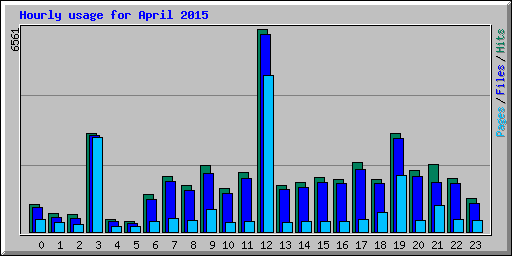 Hourly usage for April 2015
6561
Pages / Files / Hits
0 1 2 3 4 5 6 7 8 9 10 11 12 13 14 15 16 17 18 19 20 21 22 23